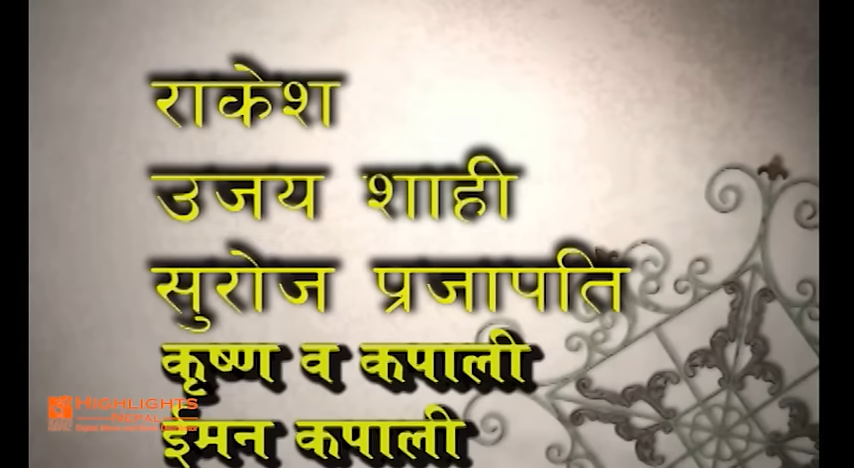 राकेश
उजय शाही
सुरोज प्रजापति
कृष्ण व कपाली
HIGHLIGHTS
NEPAL
ईमन कपाली